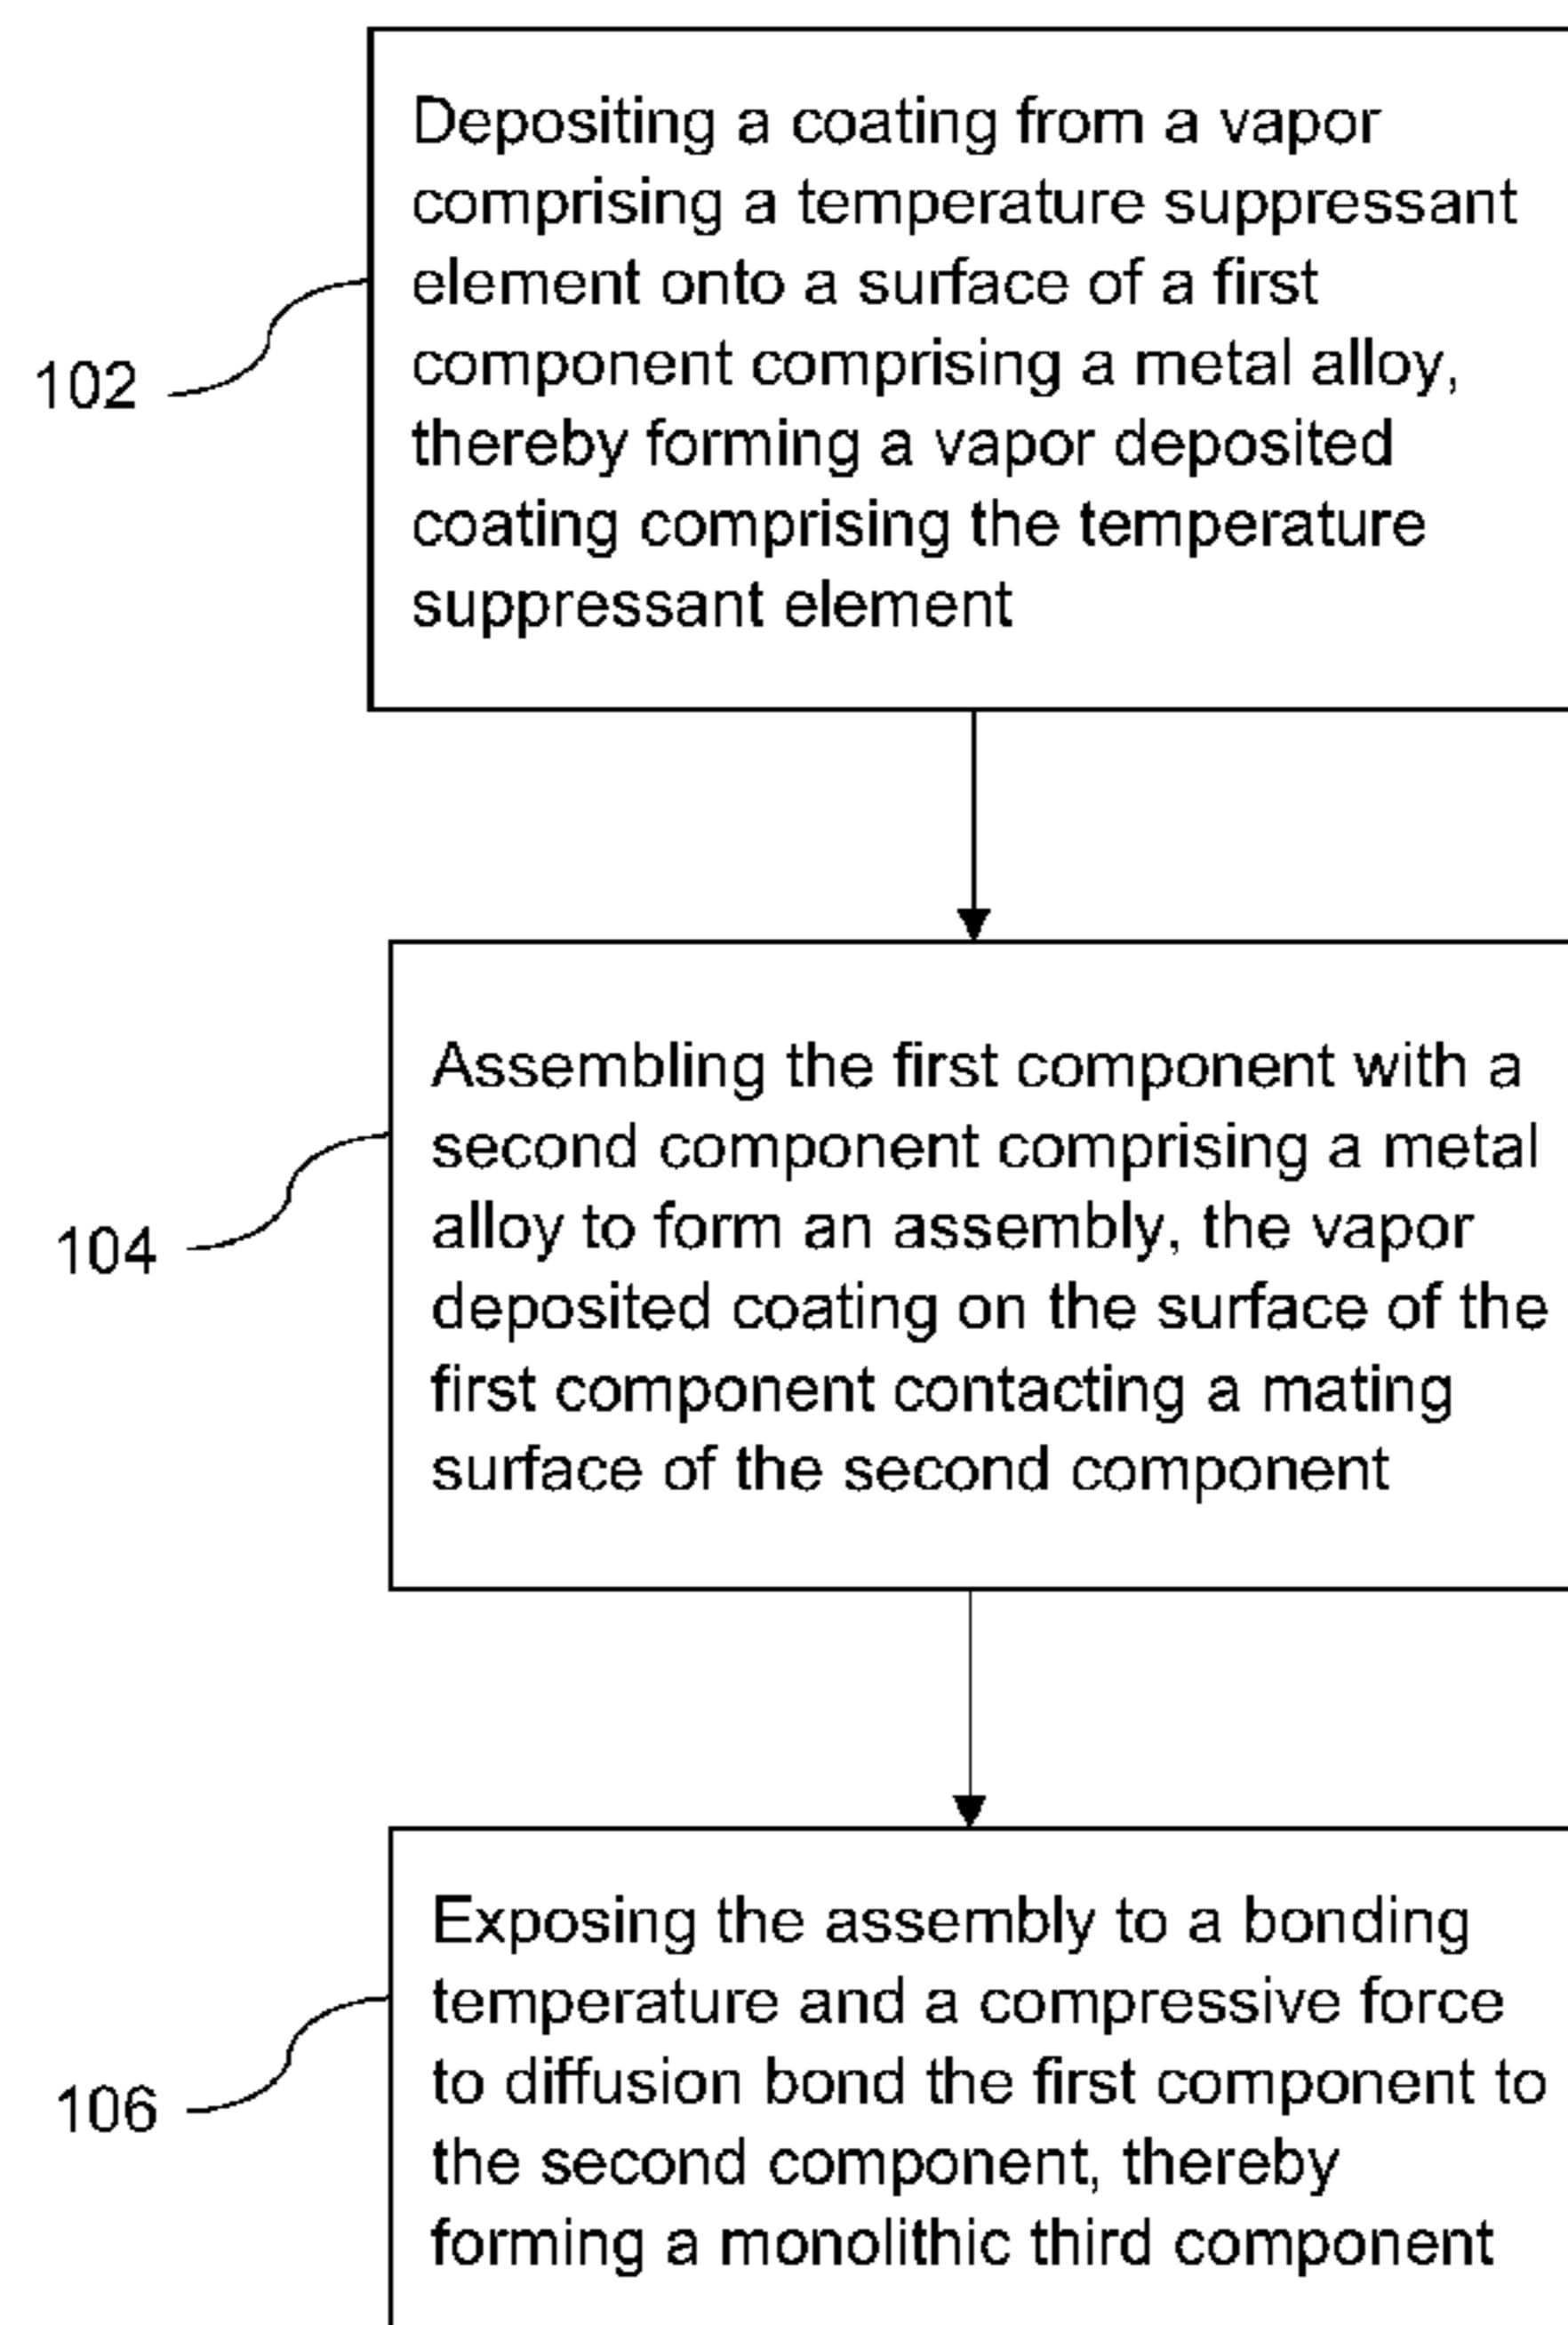 Depositing a coating from a vapor
comprising a temperature suppressant
element onto a surface of a first
component comprising a metal alloy,
thereby forming a vapor deposited
coating comprising the temperature
suppressant element
102
Assembling the first component with a
second component comprising a metal
alloy to form an assembly, the vapor
deposited coating on the surface of the
first component contacting a mating
surface of the second component
104
Exposing the assembly to a bonding
temperature and a compressive force
to diffusion bond the first component to
the second component, thereby
forming a monolithic third component
106